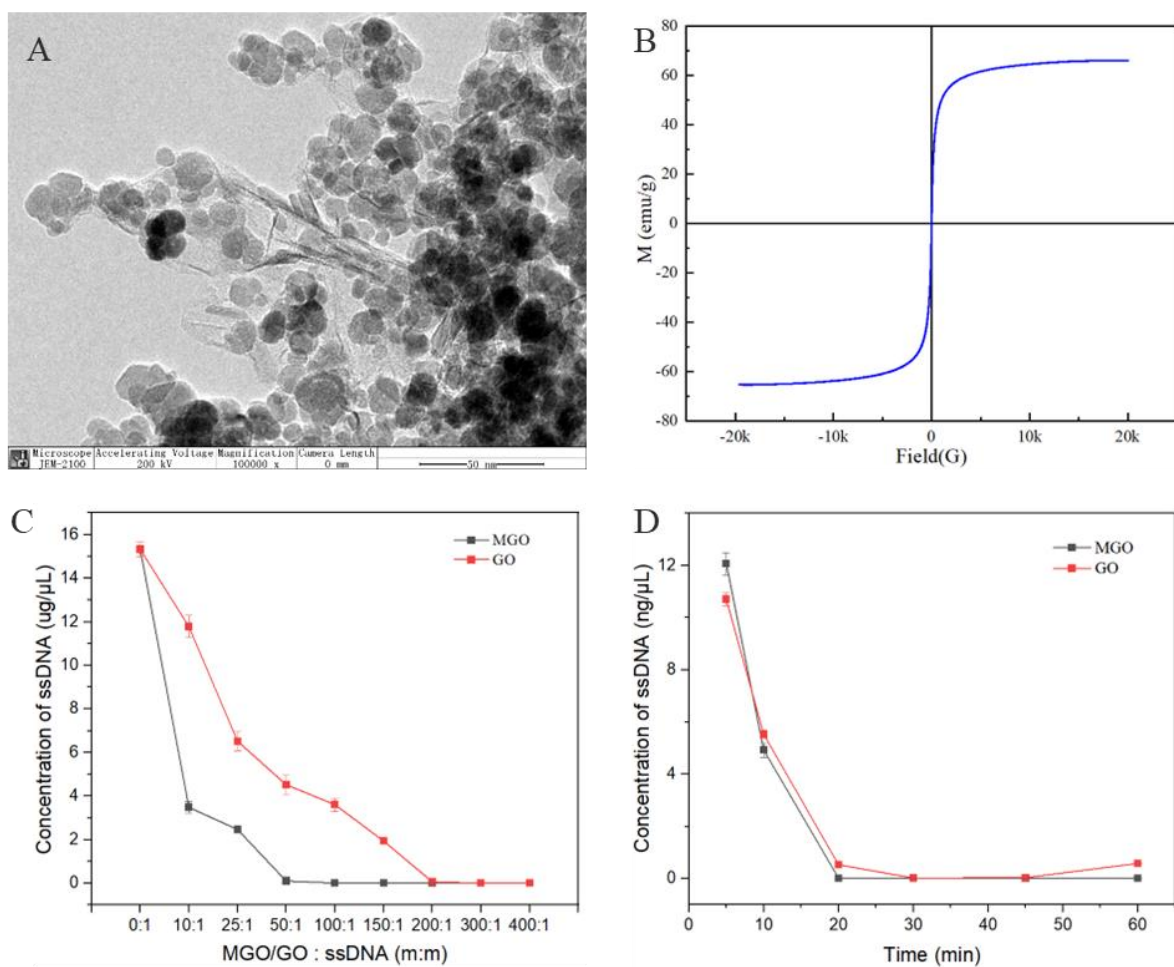 A
Microscope Accelerating Voltage Magnification Camera Length
JEM-2100 200 kV 100000 x 0 mm 50 nm
B
80
60
40
20
0
-20
-40
-60
-80
M (emu/g)
-20k -10k 0 10k 20k
Field(G)
C
MGO
GO
16
14
12
10
8
6
4
2
0
Concentration of ssDNA (ug/μL)
0:1 10:1 25:1 50:1 100:1 150:1 200:1 300:1 400:1
MGO/GO : ssDNA (m:m)
D
MGO
GO
12
8
4
0
Concentration of ssDNA (ng/μL)
0 10 20 30 40 50 60
Time (min)